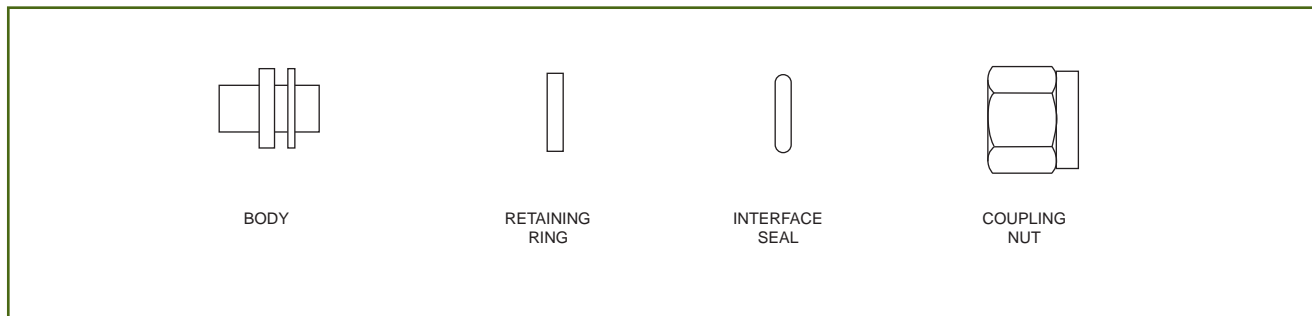 BODY
RETAINING
RING
INTERFACE
SEAL
COUPLING
NUT